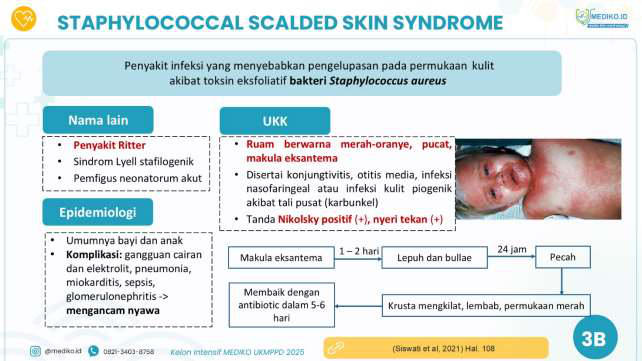 STAPHYLOCOCCAL SCALDED SKIN SYNDROME
MEDIKO.ID
Penyakit infeksi yang menyebabkan pengelupasan pada permukaan kulit
akibat toksin eksfoliatif bakteri Staphylococcus aureus
Nama lain
• Penyakit Ritter
• Sindrom Lyell stafilogenik
• Pemfigus neonatorum akut
Epidemiologi
• Umumnya bayi dan anak
• Komplikasi: gangguan cairan
dan elektrolit, pneumonia,
miokarditis, sepsis,
glomerulonephritis ->
mengancam nyawa
UKK
• Ruam berwarna merah-oranye, pucat,
makula eksantema
• Disertai konjungtivitis, otitis media, infeksi
nasofaringeal atau infeksi kulit piogenik
akibat tali pusat (karbunkel)
• Tanda Nikolsky positif (+), nyeri tekan (+)
Makula eksantema
1 – 2 hari
Lepuh dan bullae
24 jam
Pecah
Krusta mengkilat, lembab, permukaan merah
Membaik dengan
antibiotic dalam 5-6
hari
3B
@mediko.id
0821-3403-8758
Kelan Intensif MEDIKO UKMPPD 2025
(Siswati et al, 2021) Hal. 108